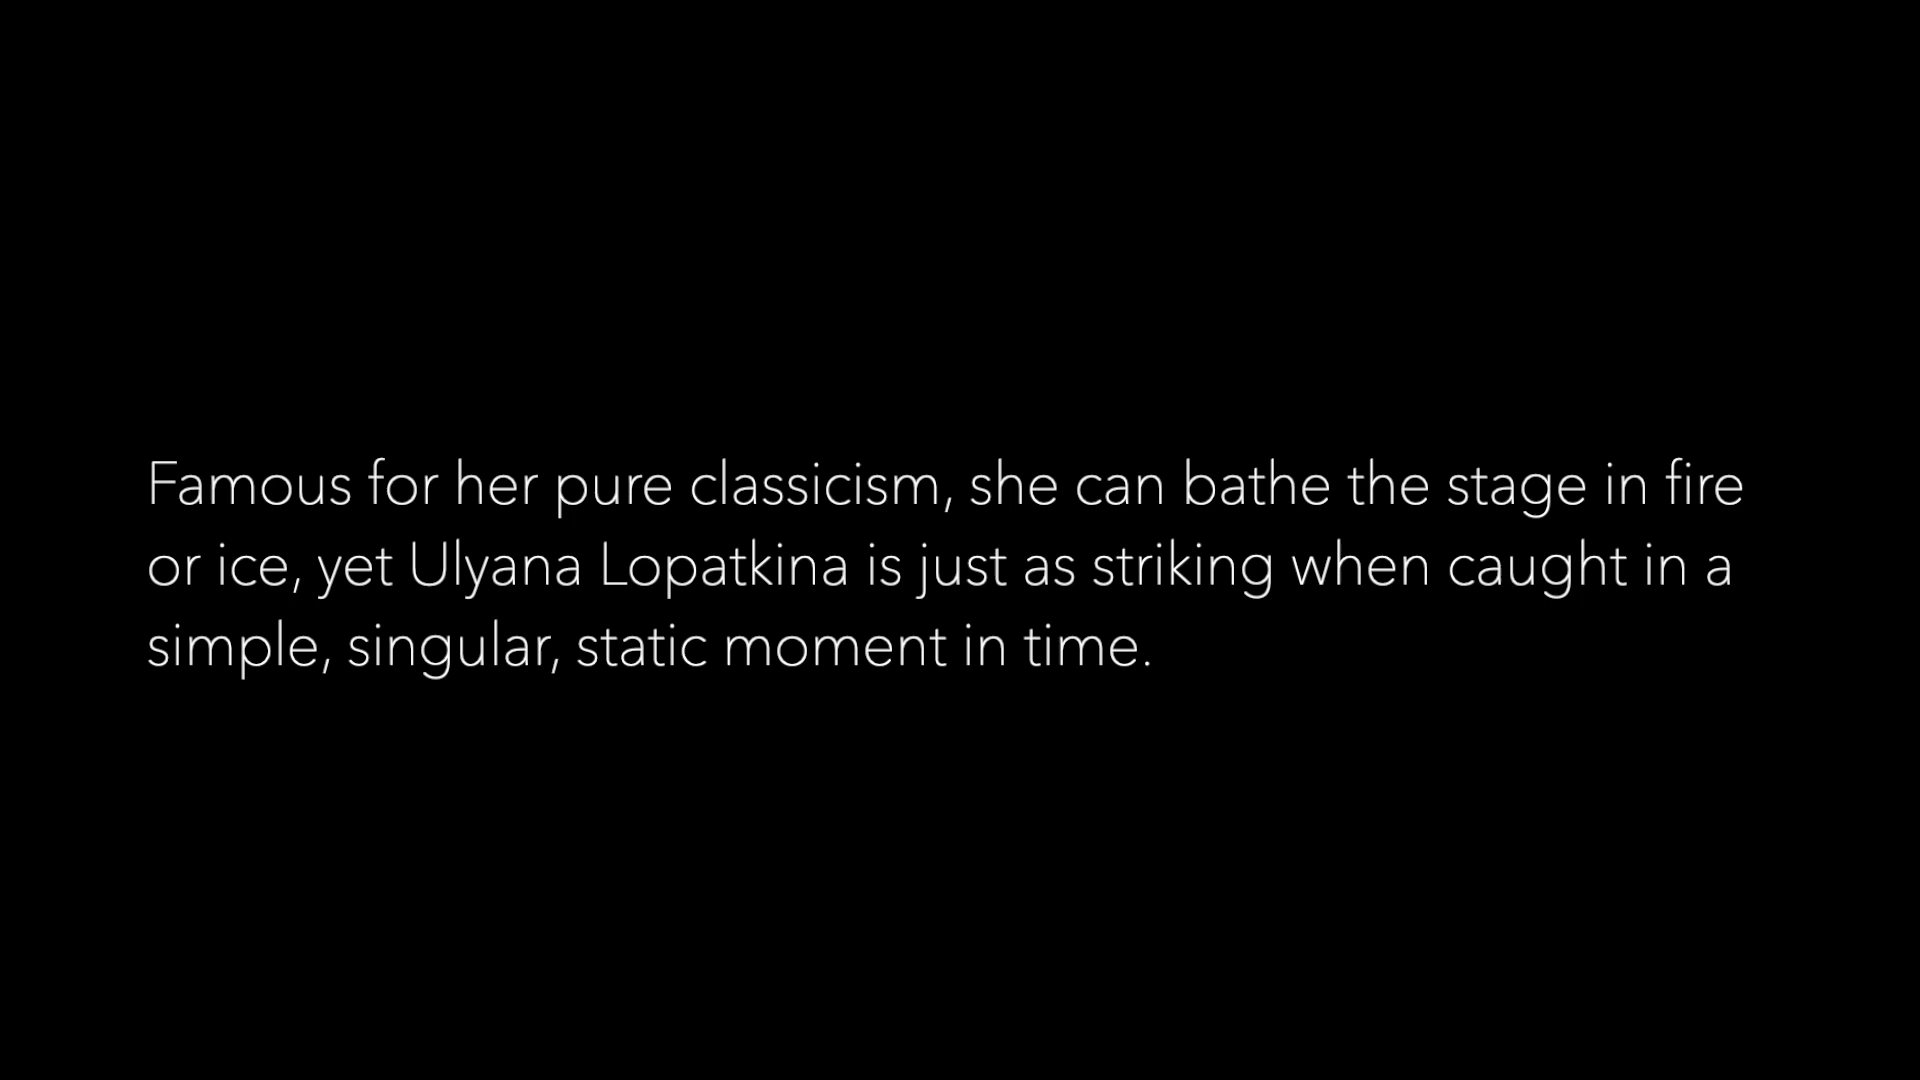 Famous for her pure classicism, she can bathe the stage in fire
or ice, yet Ulyana Lopatkina is just as striking when caught in a
simple, singular, static moment in time.